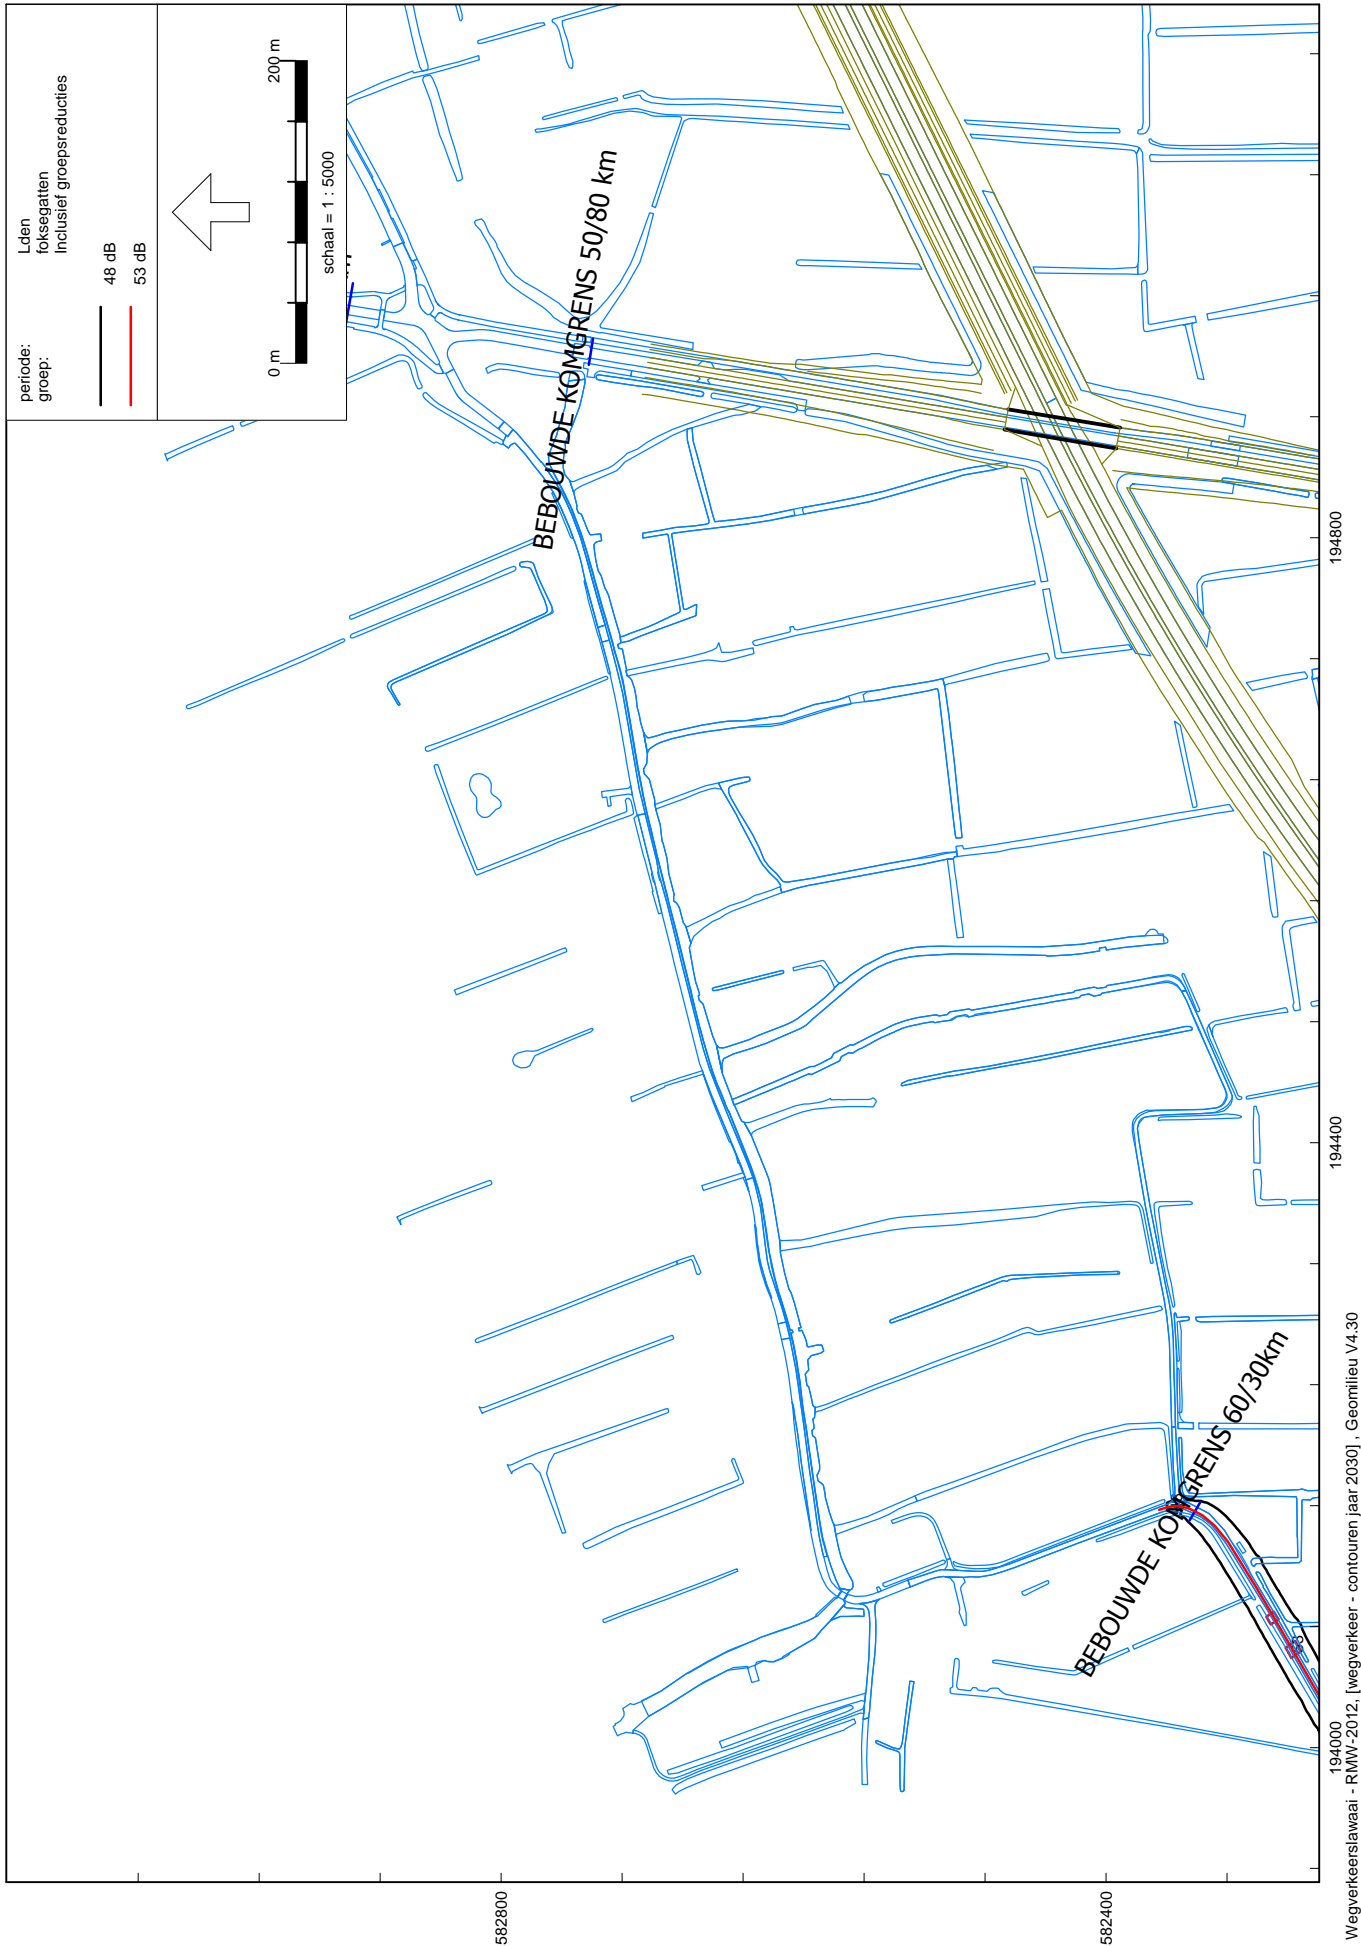 periode: Lden
groep: foksegatten
Inclusief groepsreducties
48 dB
53 dB
0 m 200 m
schaal = 1 : 5000
BEBOUWDE KOMGRENS 50/80 km
BEBOUWDE KOMGRENS 60/30km
53
582800
582400
194000
194400
194800
Wegverkeerslawaai - RMW-2012, [wegverkeer - contouren jaar 2030] , Geomilieu V4.30